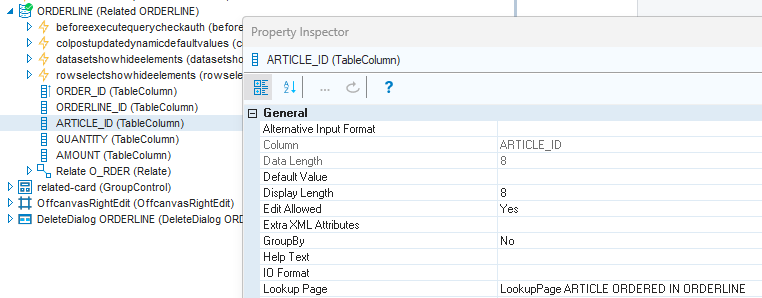 ORDERLINE (Related ORDERLINE)
beforeexecutequerycheckauth (before
colpostupdatedynamicdefaultvalues (c
datasetshowhideelements (datasetsho
rowselectshowhideelements (rowselec
ORDER_ID (TableColumn)
ORDERLINE_ID (TableColumn)
ARTICLE_ID (TableColumn)
QUANTITY (TableColumn)
AMOUNT (TableColumn)
Relate O_RDER (Relate)
related-card (GroupControl)
OffcanvasRightEdit (OffcanvasRightEdit)
DeleteDialog ORDERLINE (DeleteDialog ORD
Property Inspector
ARTICLE_ID (TableColumn)
A
Z
...
?
General
Alternative Input Format
Column ARTICLE_ID
Data Length 8
Default Value
Display Length 8
Edit Allowed Yes
Extra XML Attributes
GroupBy No
Help Text
IO Format
Lookup Page LookupPage ARTICLE ORDERED IN ORDERLINE